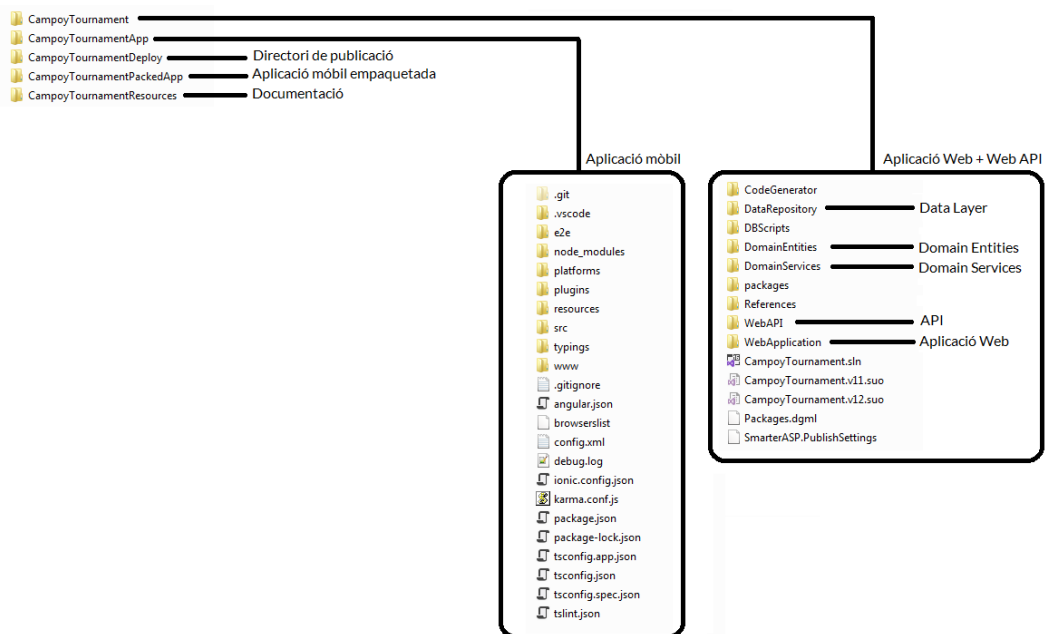 CampoyTournament
CampoyTournamentApp
CampoyTournamentDeploy Directori de publicació
CampoyTournamentPackedApp Aplicació móbil empaquetada
CampoyTournamentResources Documentació
Aplicació mòbil
.git
.vscode
e2e
node_modules
platforms
plugins
resources
src
typings
www
.gitignore
angular.json
browserslist
config.xml
debug.log
ionic.config.json
karma.conf.js
package.json
package-lock.json
tsconfig.app.json
tsconfig.json
tsconfig.spec.json
tslint.json
Aplicació Web + Web API
CodeGenerator
DataRepository Data Layer
DBScripts
DomainEntities Domain Entities
DomainServices Domain Services
packages
References
WebAPI API
WebApplication Aplicació Web
CampoyTournament.sln
CampoyTournament.v11.suo
CampoyTournament.v12.suo
Packages.dgml
SmarterASP.PublishSettings